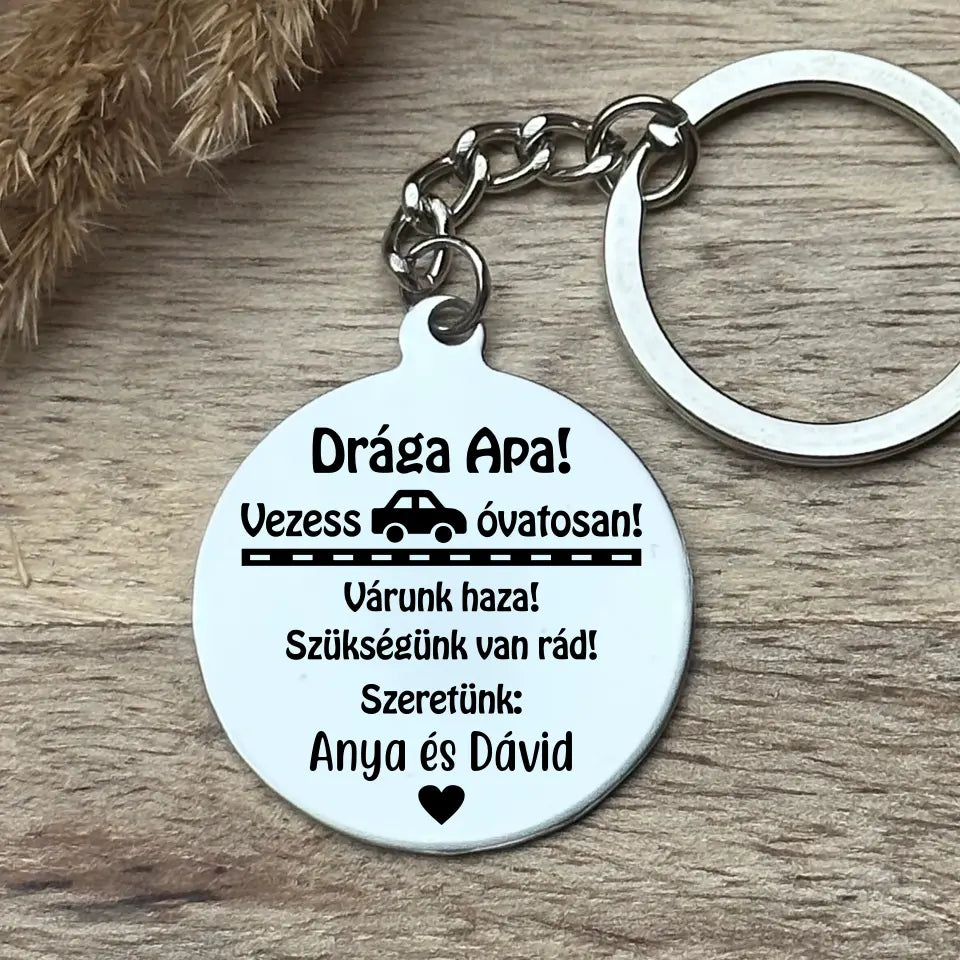 Drága Apa!
Vezess óvatosan!
Várunk haza!
Szükségünk van rád!
Szeretünk:
Anya és Dávid